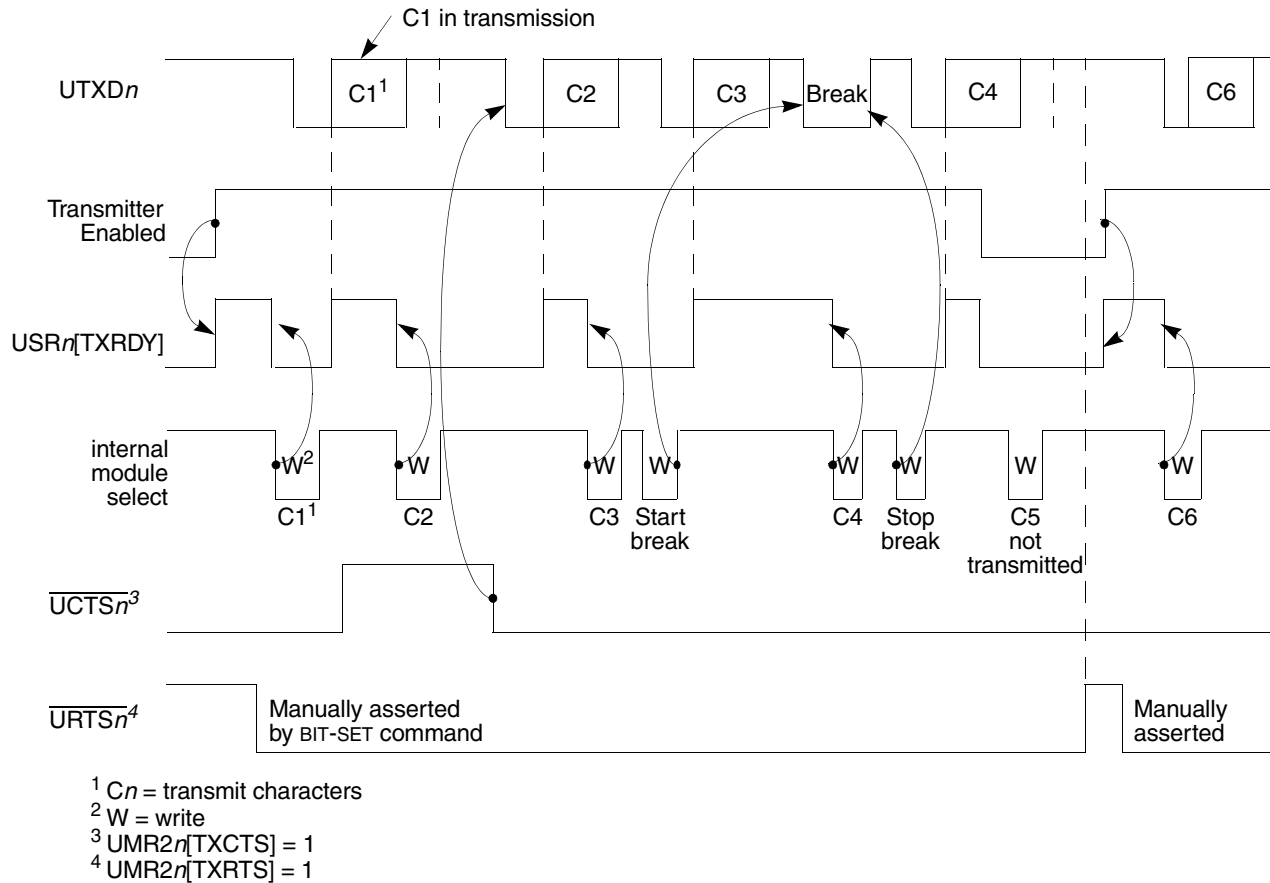 C1 in transmission
UTXDn
C1¹
C2
C3
Break
C4
C6
Transmitter
Enabled
USRn[TXRDY]
internal
module
select
W²
W
W
W
W
W
W
W
C1¹
C2
C3
Start
break
C4
Stop
break
C5
not
transmitted
C6
UCTSn³
URTSn⁴
Manually asserted
by BIT-SET command
Manually
asserted
¹ Cn = transmit characters
² W = write
³ UMR2n[TXCTS] = 1
⁴ UMR2n[TXRTS] = 1